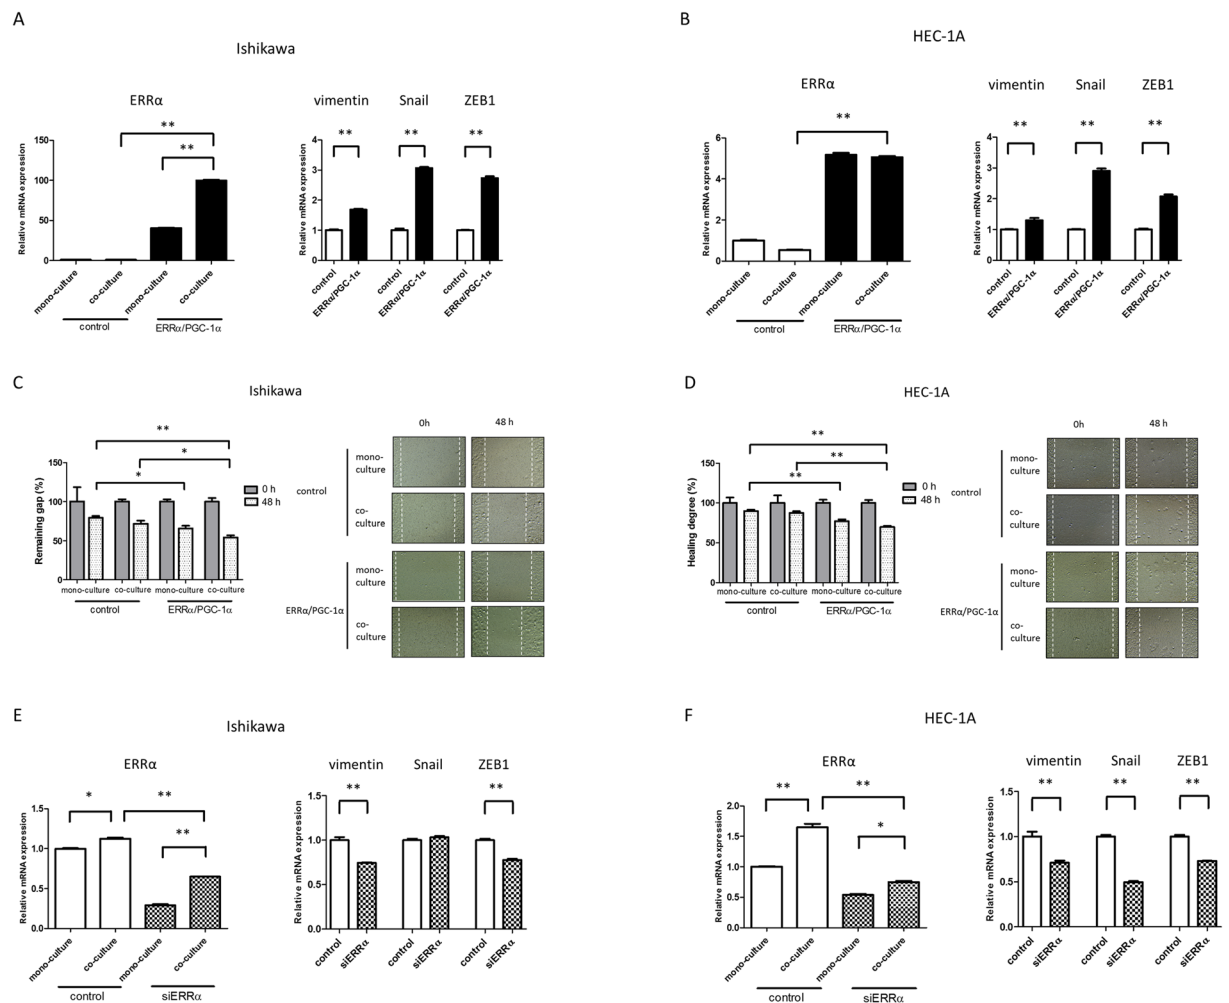 A
Ishikawa
ERRα
**
**
Relative mRNA expression
150
100
50
0
mono-culture
co-culture
mono-culture
co-culture
control
ERRα/PGC-1α
vimentin
Snail
ZEB1
**
**
**
Relative mRNA expression
4
3
2
1
0
control
ERRα/PGC-1α
control
ERRα/PGC-1α
control
ERRα/PGC-1α
B
HEC-1A
ERRα
**
Relative mRNA expression
6
4
2
0
mono-culture
co-culture
mono-culture
co-culture
control
ERRα/PGC-1α
vimentin
Snail
ZEB1
**
**
**
Relative mRNA expression
4
3
2
1
0
control
ERRα/PGC-1α
control
ERRα/PGC-1α
control
ERRα/PGC-1α
C
Ishikawa
**
*
*
Remaining gap (%)
150
100
50
0
0 h
48 h
mono-culture
co-culture
mono-culture
co-culture
control
ERRα/PGC-1α
0h
48 h
control
mono-
culture
co-
culture
ERRα/PGC-1α
mono-
culture
co-
culture
D
HEC-1A
**
**
**
Healing degree (%)
150
100
50
0
0 h
48 h
mono-culture
co-culture
mono-culture
co-culture
control
ERRα/PGC-1α
0h
48 h
control
mono-
culture
co-
culture
ERRα/PGC-1α
mono-
culture
co-
culture
E
Ishikawa
ERRα
*
**
**
Relative mRNA expression
1.5
1.0
0.5
0.0
mono-culture
co-culture
mono-culture
co-culture
control
siERRα
vimentin
Snail
ZEB1
**
**
Relative mRNA expression
1.5
1.0
0.5
0.0
control
siERRα
control
siERRα
control
siERRα
F
HEC-1A
ERRα
**
**
*
Relative mRNA expression
2.0
1.5
1.0
0.5
0.0
mono-culture
co-culture
mono-culture
co-culture
control
siERRα
vimentin
Snail
ZEB1
**
**
**
Relative mRNA expression
1.5
1.0
0.5
0.0
control
siERRα
control
siERRα
control
siERRα